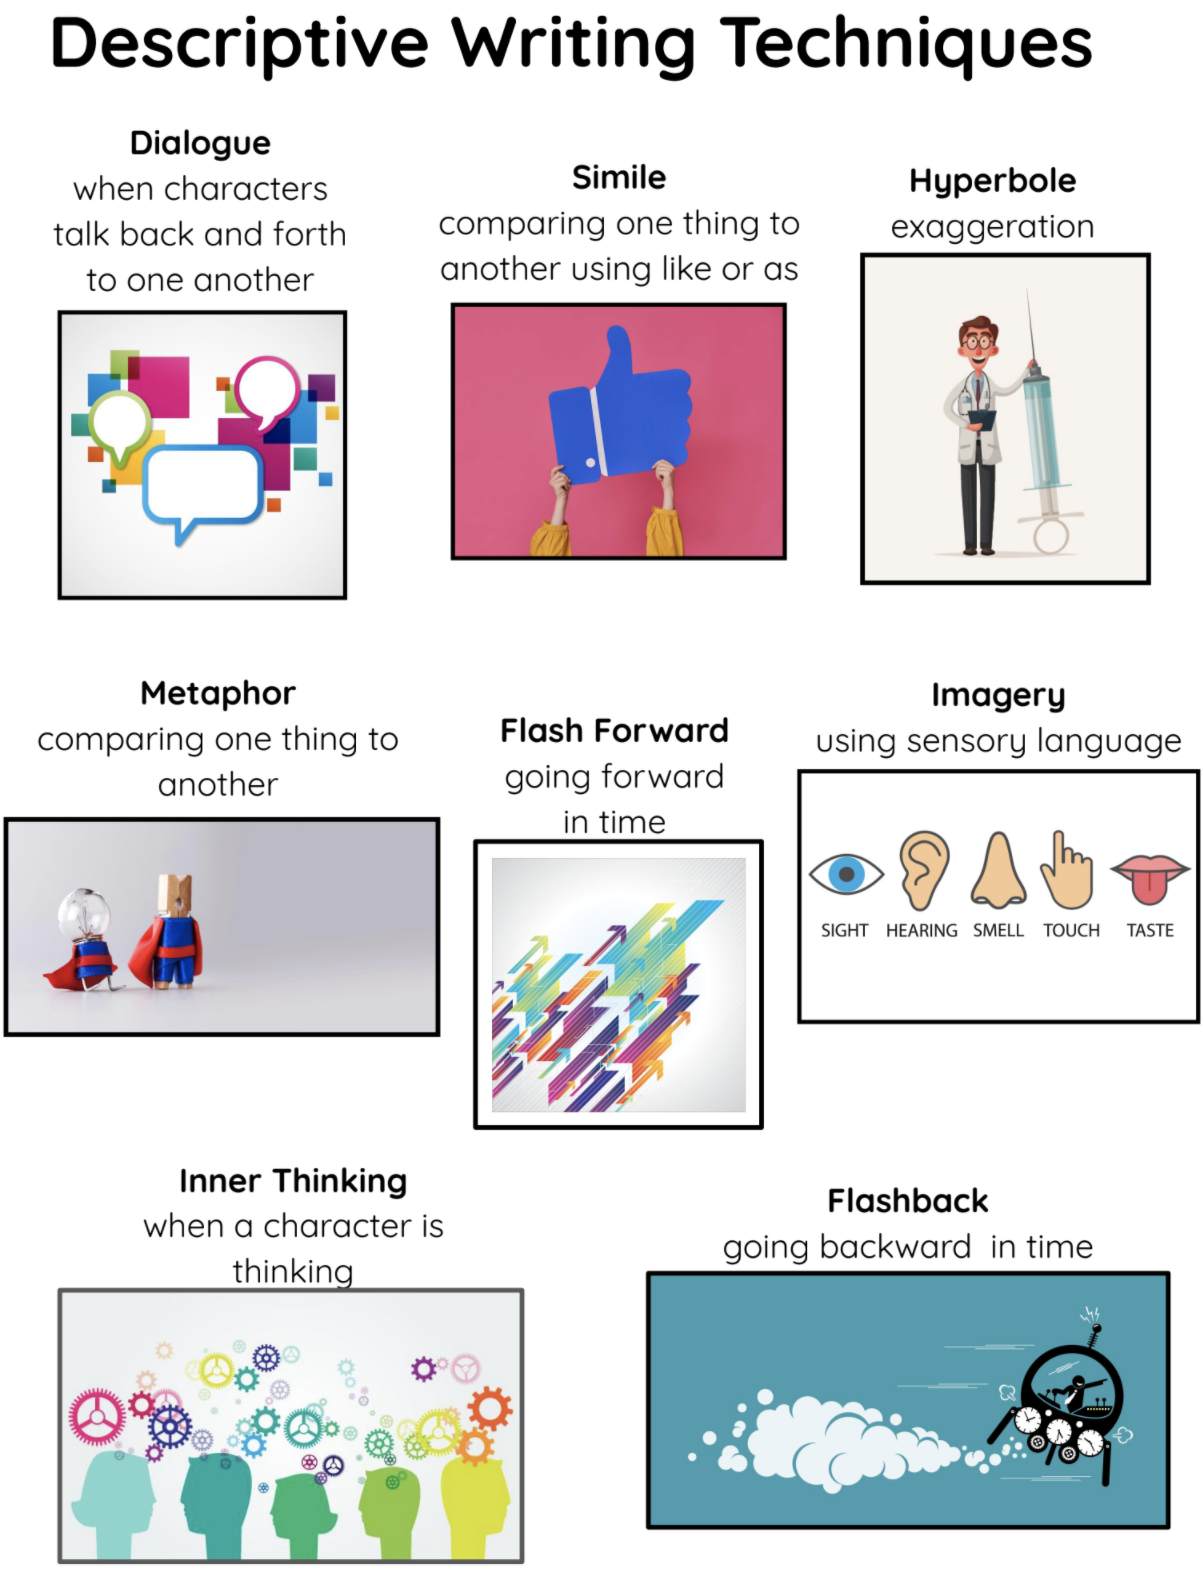 Descriptive Writing Techniques
Dialogue
when characters
talk back and forth
to one another
Simile
comparing one thing to
another using like or as
Hyperbole
exaggeration
Metaphor
comparing one thing to
another
Flash Forward
going forward
in time
Imagery
using sensory language
SIGHT HEARING SMELL TOUCH TASTE
Inner Thinking
when a character is
thinking
Flashback
going backward  in time